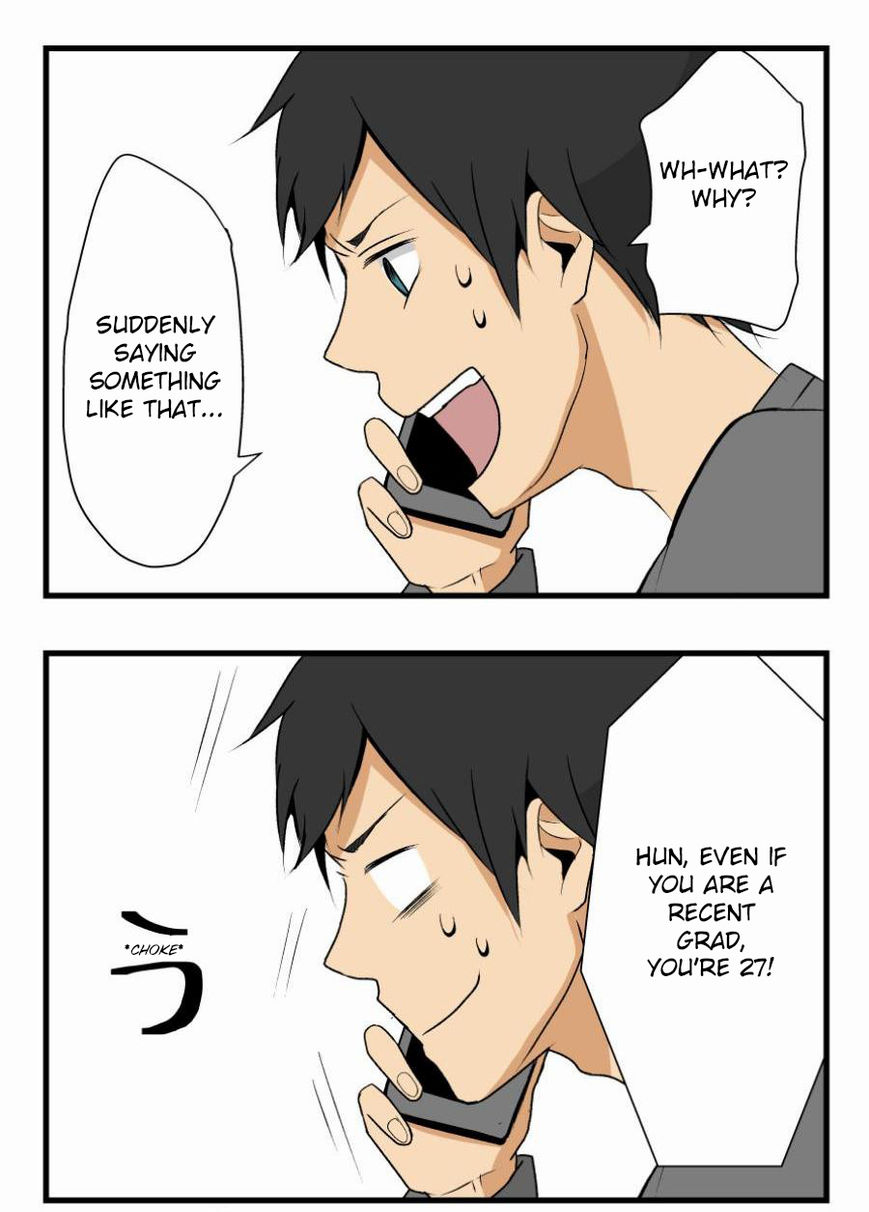 WH-WHAT?
WHY?
SUDDENLY
SAYING
SOMETHING
LIKE THAT...
HUN, EVEN IF
YOU ARE A
RECENT
GRAD,
YOU'RE 27!
う
*CHOKE*